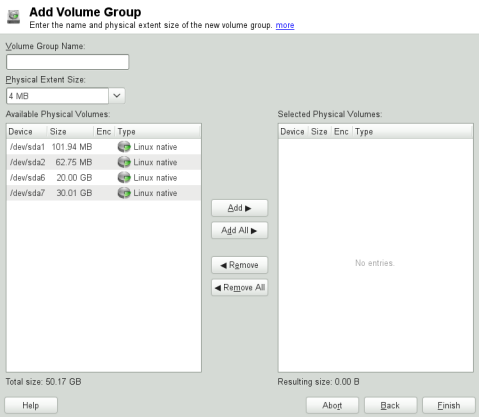 Add Volume Group
Enter the name and physical extent size of the new volume group. more
Volume Group Name:
Physical Extent Size:
4 MB
Available Physical Volumes:
Device Size Enc Type
/dev/sda1 101.94 MB Linux native
/dev/sda2 62.75 MB Linux native
/dev/sda6 20.00 GB Linux native
/dev/sda7 30.01 GB Linux native
Total size: 50.17 GB
Add
Add All
Remove
Remove All
Selected Physical Volumes:
Device Size Enc Type
No entries.
Resulting size: 0.00 B
Help
Abort
Back
Finish